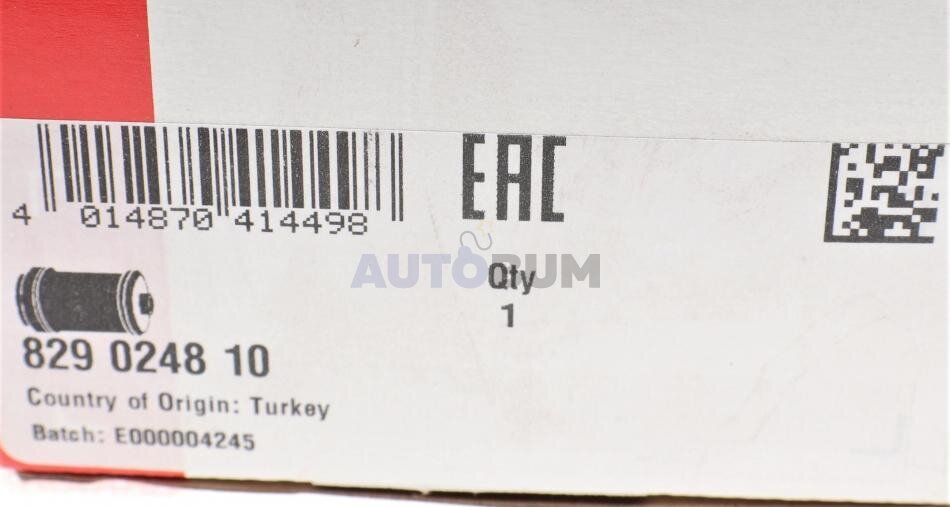 EAC
4 014870 414498
AUTORUM
Qty
1
829 0248 10
Country of Origin: Turkey
Batch: E000004245